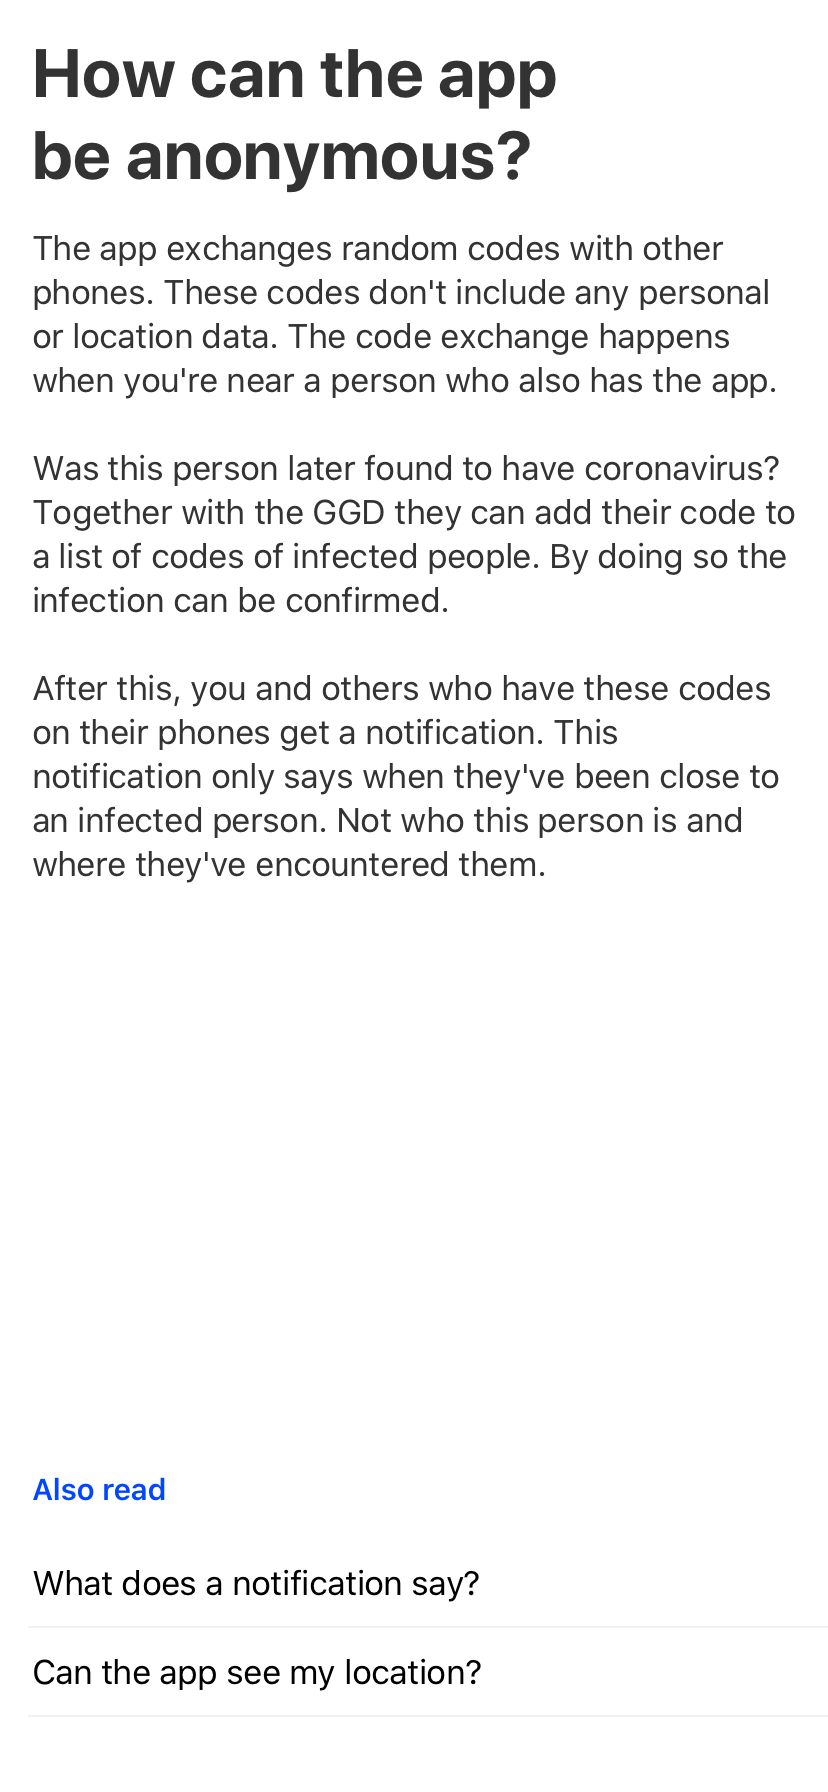 How can the app
be anonymous?
The app exchanges random codes with other
phones. These codes don't include any personal
or location data. The code exchange happens
when you're near a person who also has the app.
Was this person later found to have coronavirus?
Together with the GGD they can add their code to
a list of codes of infected people. By doing so the
infection can be confirmed.
After this, you and others who have these codes
on their phones get a notification. This
notification only says when they've been close to
an infected person. Not who this person is and
where they've encountered them.
Also read
What does a notification say?
Can the app see my location?